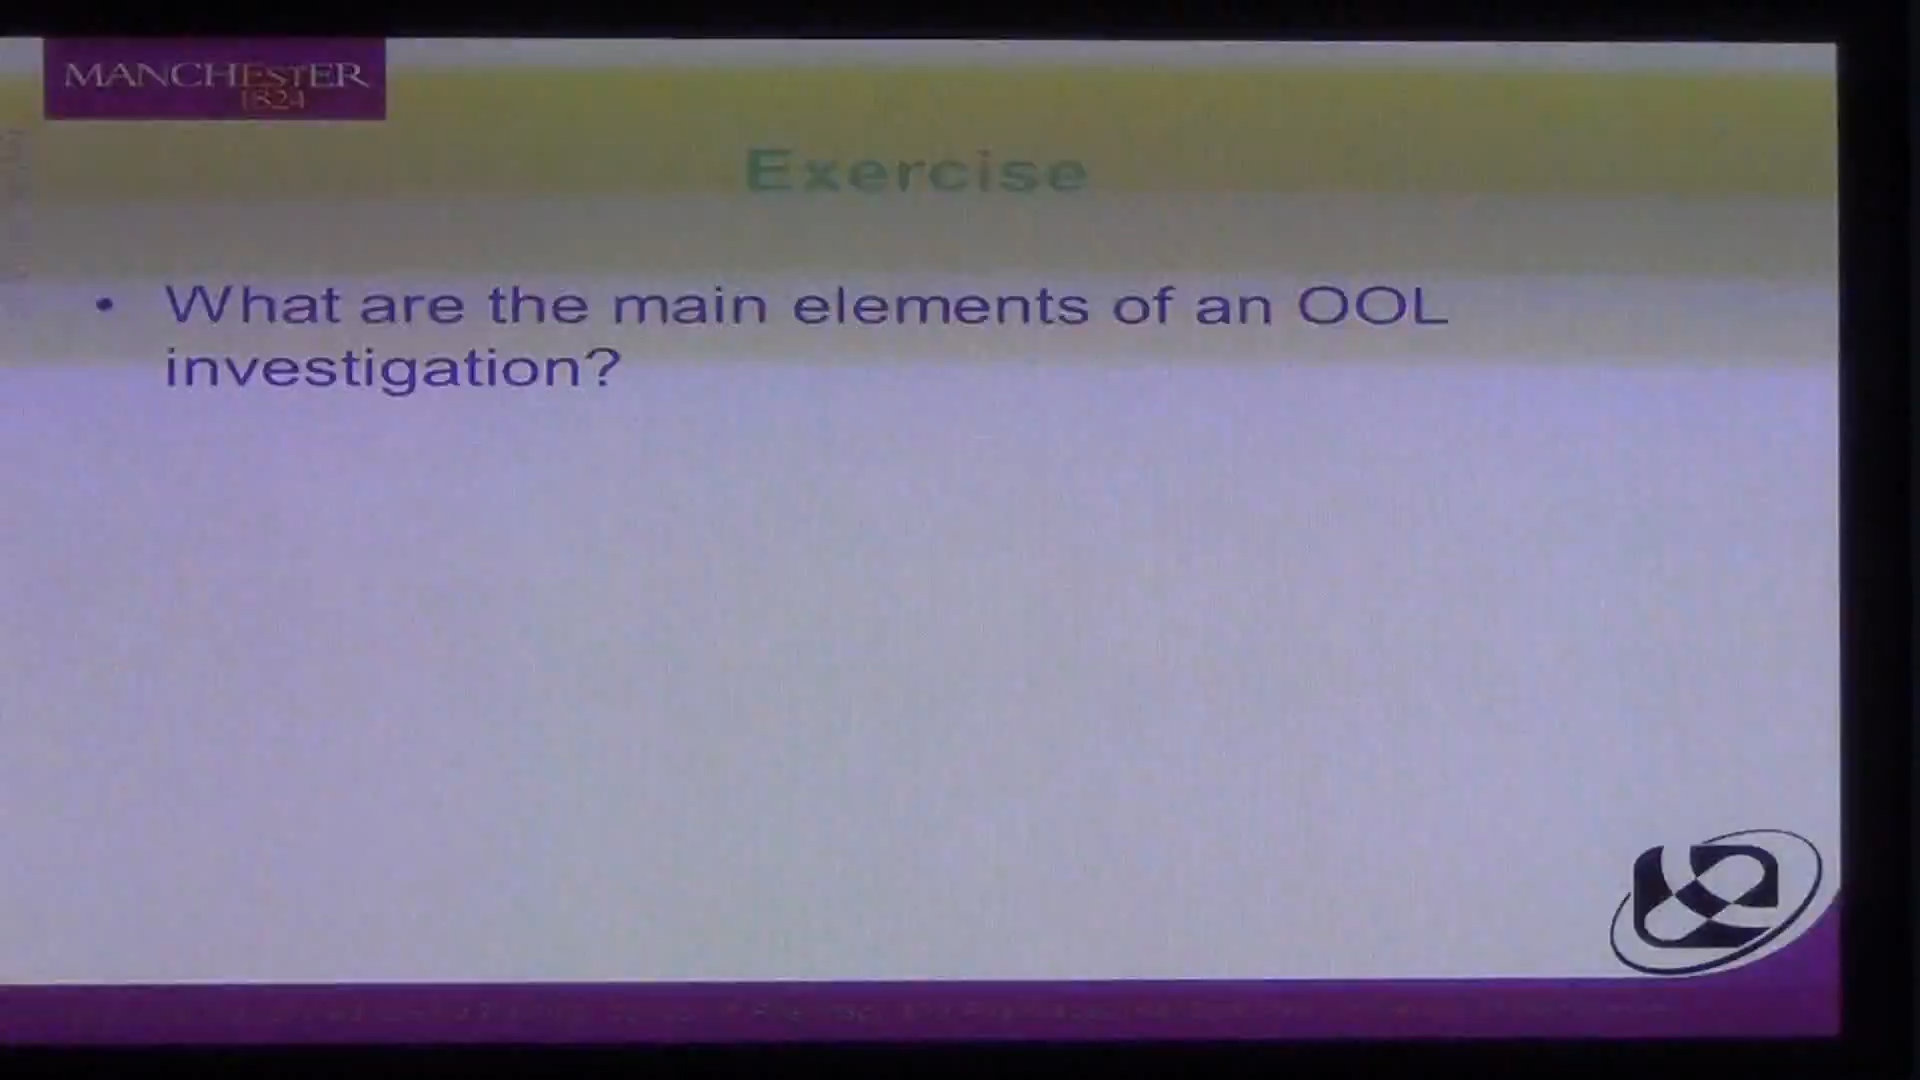 MANCHESTER
1824
Exercise
• What are the main elements of an OOL
investigation?